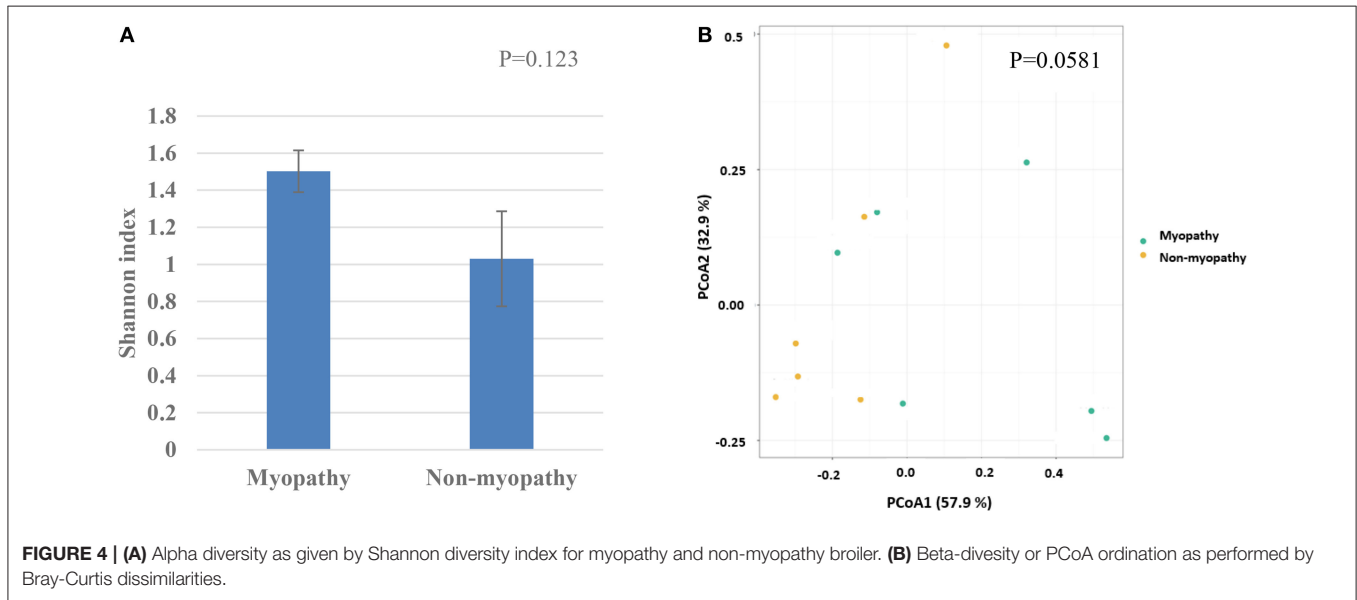 A
P=0.123
1.8
1.6
1.4
1.2
1
0.8
0.6
0.4
0.2
0
Shannon index
Myopathy Non-myopathy
B
P=0.0581
0.5
0.25
0.00
-0.25
PCoA2 (32.9 %)
-0.2 0.0 0.2 0.4
PCoA1 (57.9 %)
Myopathy
Non-myopathy
FIGURE 4 | (A) Alpha diversity as given by Shannon diversity index for myopathy and non-myopathy broiler. (B) Beta-divesity or PCoA ordination as performed by
Bray-Curtis dissimilarities.